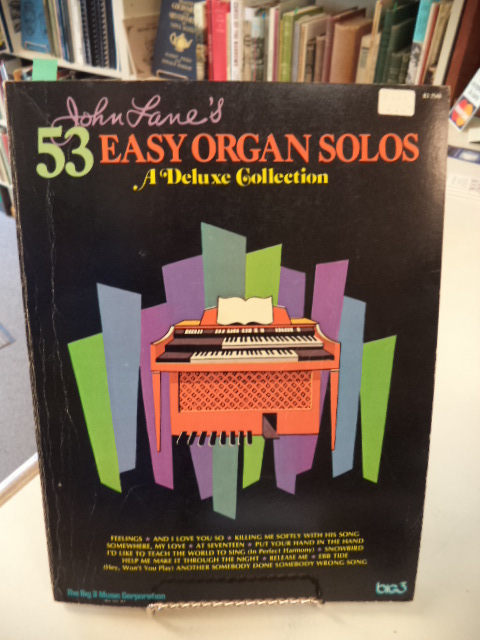 John Lane's
53 EASY ORGAN SOLOS
A Deluxe Collection
FEELINGS ★ AND I LOVE YOU SO ★ KILLING ME SOFTLY WITH HIS SONG
SOMEWHERE, MY LOVE ★ AT SEVENTEEN ★ PUT YOUR HAND IN THE HAND
I'D LIKE TO TEACH THE WORLD TO SING (In Perfect Harmony) ★ SNOWBIRD
HELP ME MAKE IT THROUGH THE NIGHT ★ RELEASE ME ★ EBB TIDE
(Hey, Won't You Play) ANOTHER SOMEBODY DONE SOMEBODY WRONG SONG
The Big 3 Music Corporation
big3